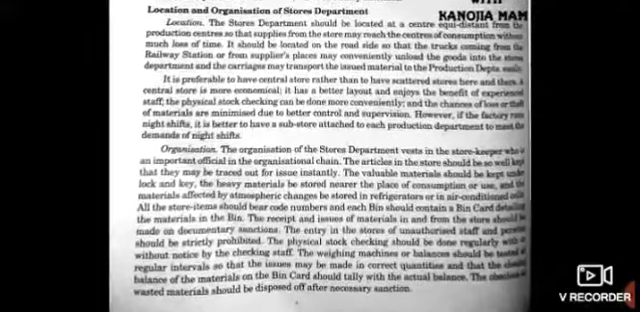 WITH
KANOJIA MAM
Location and Organisation of Stores Department
Location. The Stores Department should be located at a centre equi-distant from the
production centres so that supplies from the store may reach the centres of consumption without
much loss of time. It should be located on the road side so that the trucks coming from the
Railway Station or from supplier's places may conveniently unload the goods into the store
department and the carriages may transport the issued material to the Production Deptts. easily.
It is preferable to have central store rather than to have scattered stores here and there. A
central store is more economical; it has a better layout and enjoys the benefit of experienced
staff; the physical stock checking can be done more conveniently; and the chances of loss or theft
of materials are minimised due to better control and supervision. However, if the factory runs
night shifts, it is better to have a sub-store attached to each production department to meet the
demands of night shifts.
Organisation. The organisation of the Stores Department vests in the store-keeper who is
an important official in the organisational chain. The articles in the store should be so well kept
that they may be traced out for issue instantly. The valuable materials should be kept under
lock and key, the heavy materials be stored nearer the place of consumption or use, and the
materials affected by atmospheric changes be stored in refrigerators or in air-conditioned
All the store-items should bear code numbers and each Bin should contain a Bin Card detailing
the materials in the Bin. The receipt and issues of materials in and from the store should be
made on documentary sanctions. The entry in the stores of unauthorised staff and
should be strictly prohibited. The physical stock checking should be done regularly with or
without notice by the checking staff. The weighing machines or balances should be tested at
regular intervals so that the issues may be made in correct quantities and that the
balance of the materials on the Bin Card should tally with the actual balance. The
wasted materials should be disposed off after necessary sanction.
V RECORDER